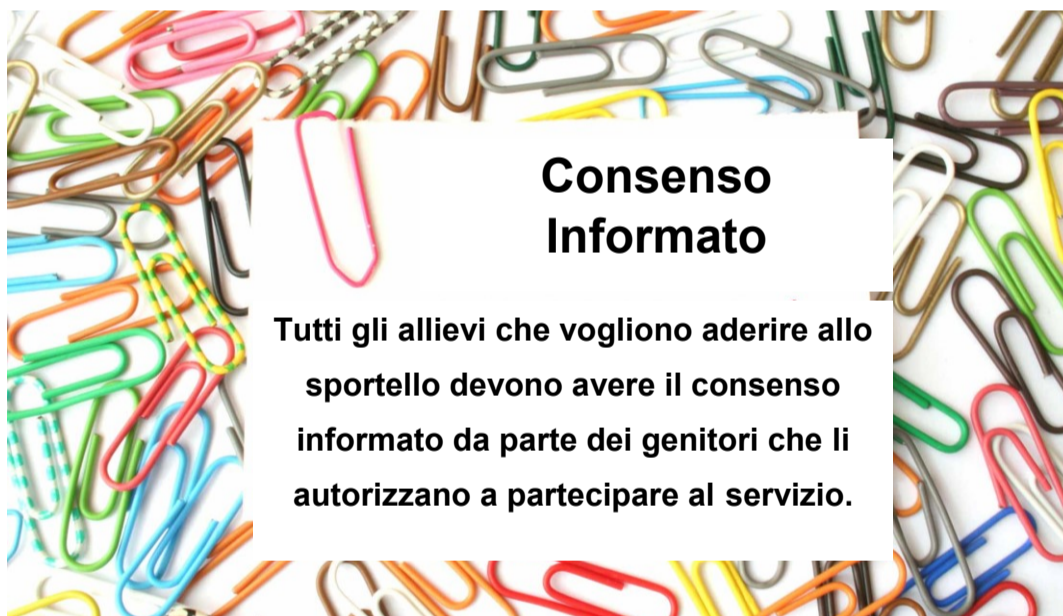 Consenso
Informato
Tutti gli allievi che vogliono aderire allo
sportello devono avere il consenso
informato da parte dei genitori che li
autorizzano a partecipare al servizio.